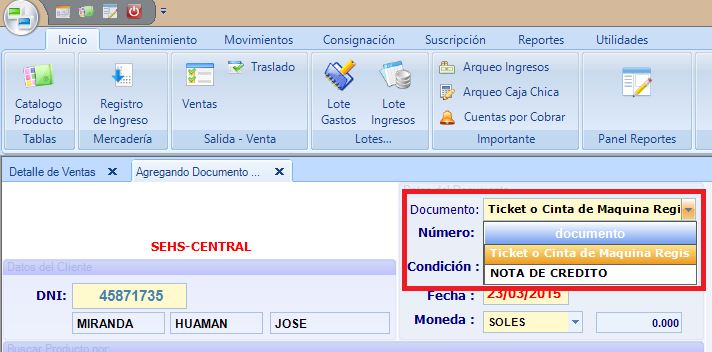 Inicio Mantenimiento Movimientos Consignación Suscripción Reportes Utilidades
Catalogo Producto
Tablas
Registro de Ingreso
Mercadería
Ventas
Traslado
Salida - Venta
Lote Gastos
Lote Ingresos
Lotes...
Arqueo Ingresos
Arqueo Caja Chica
Cuentas por Cobrar
Importante
Panel Reportes
Detalle de Ventas
Agregando Documento ...
SEHS-CENTRAL
Datos del Cliente
DNI: 45871735
MIRANDA HUAMAN JOSE
Buscar Producto por:
Datos del Documento
Documento: Ticket o Cinta de Maquina Regi
Número:
documento
Ticket o Cinta de Maquina Regis
NOTA DE CREDITO
Condición :
Fecha : 23/03/2015
Moneda : SOLES 0.000